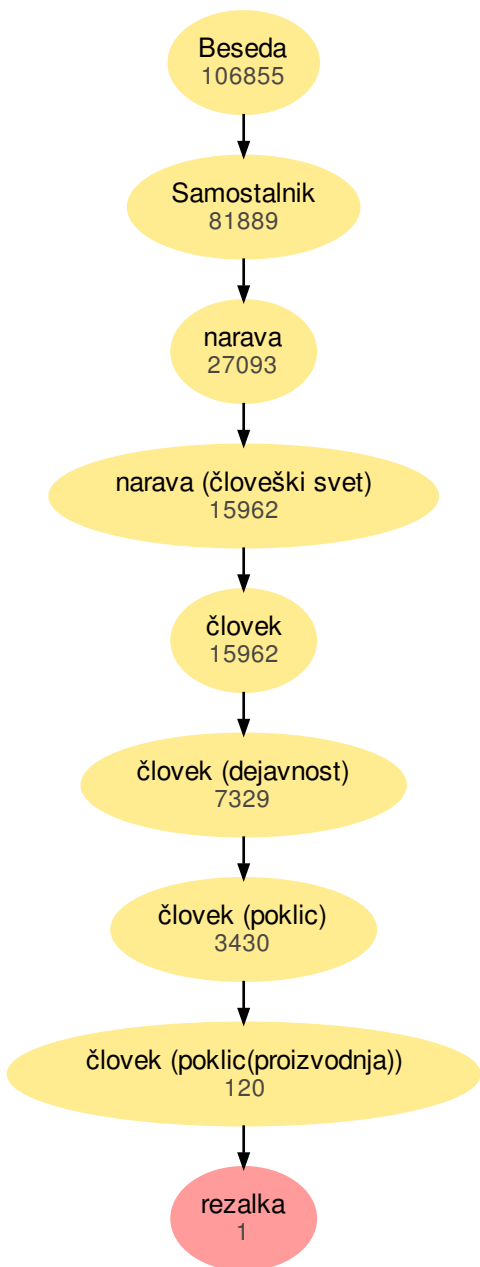 Beseda
106855
Samostalnik
81889
narava
27093
narava (človeški svet)
15962
človek
15962
človek (dejavnost)
7329
človek (poklic)
3430
človek (poklic(proizvodnja))
120
rezalka
1